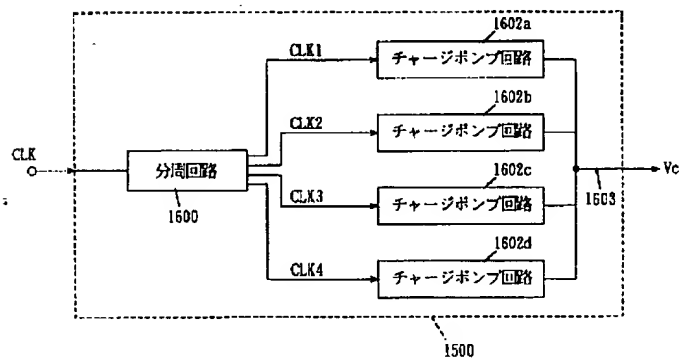 1602a
CLK1
チャージポンプ回路
1602b
CLK2
チャージポンプ回路
CLK
分周回路
1600
1602c
CLK3
チャージポンプ回路
Vc
1603
1602d
CLK4
チャージポンプ回路
1500